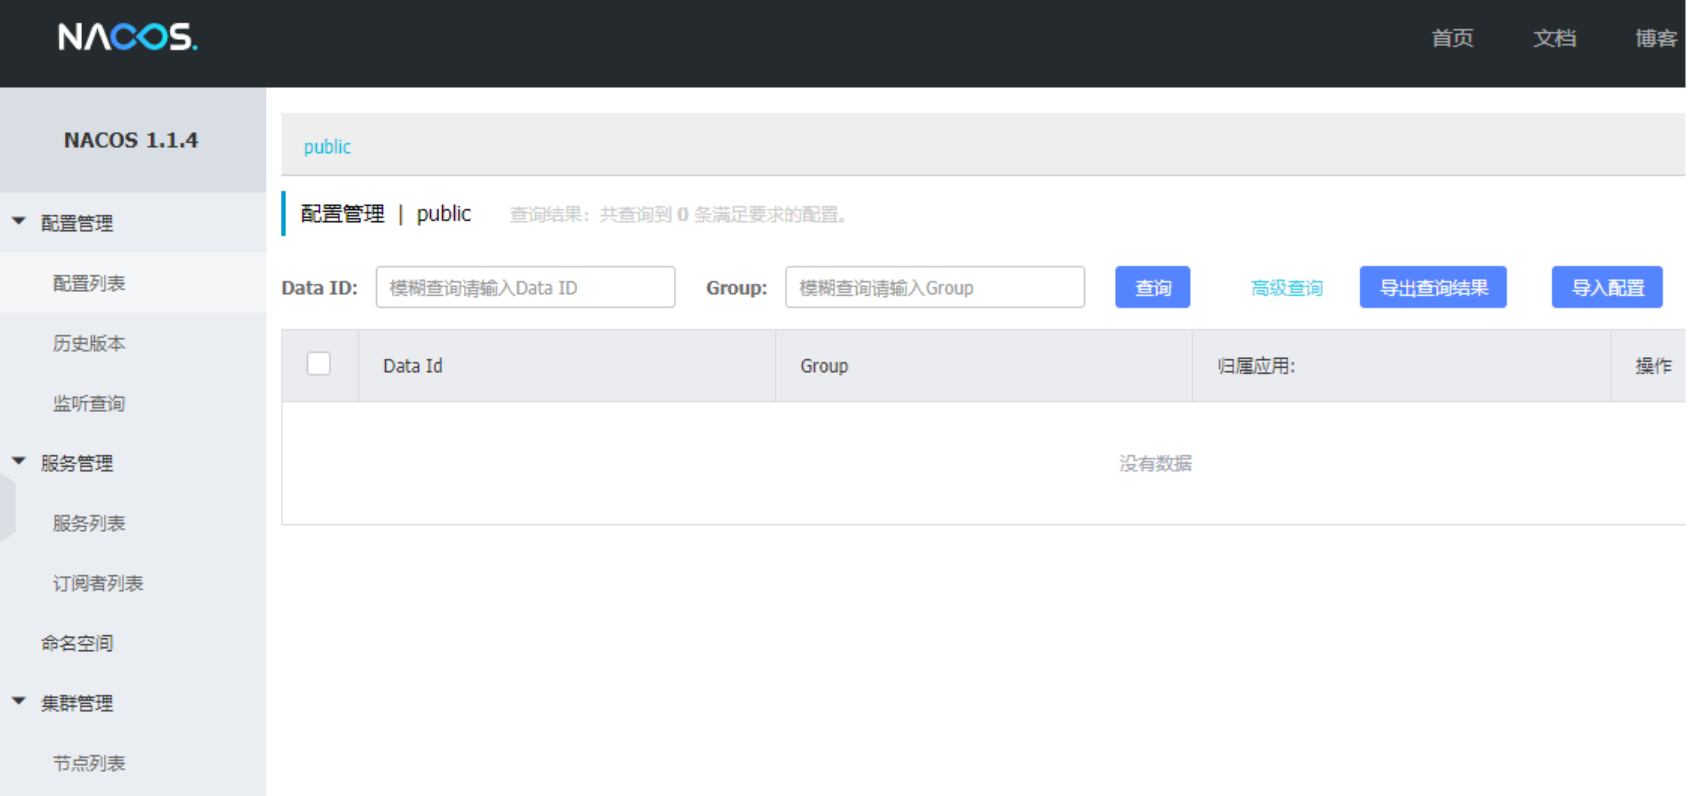 NACOS.
首页 文档 博客
NACOS 1.1.4
配置管理
配置列表
历史版本
监听查询
服务管理
服务列表
订阅者列表
命名空间
集群管理
节点列表
public
配置管理 | public 查询结果：共查询到 0 条满足要求的配置。
Data ID: 模糊查询请输入Data ID Group: 模糊查询请输入Group 查询 高级查询 导出查询结果 导入配置
Data Id Group 归属应用: 操作
没有数据